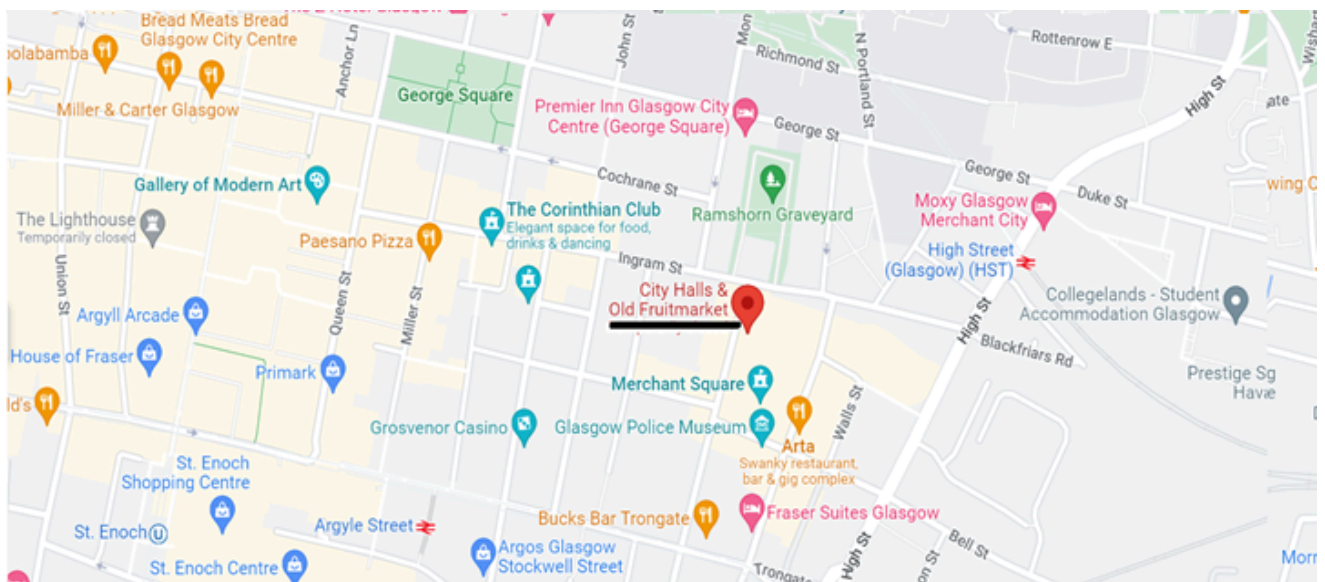 Bread Meats Bread
Glasgow City Centre
Anchor Ln
John St
N Portland St
Richmond St
Rottenrow E
High St
Miller & Carter Glasgow
George Square
Premier Inn Glasgow City
Centre (George Square)
George St
George St
Duke St
Cochrane St
Gallery of Modern Art
The Lighthouse
Temporarily closed
The Corinthian Club
Elegant space for food,
drinks & dancing
Ramshorn Graveyard
Moxy Glasgow
Merchant City
Paesano Pizza
High Street
(Glasgow) (HST)
Ingram St
Union St
Queen St
Miller St
City Halls &
Old Fruitmarket
Collegelands - Student
Accommodation Glasgow
High St
Argyll Arcade
House of Fraser
Primark
Blackfriars Rd
Merchant Square
Prestige Sg
Grosvenor Casino
Glasgow Police Museum
Walls St
Arta
Swanky restaurant,
bar & gig complex
St. Enoch
Shopping Centre
St. Enoch U
Argyle Street
Bucks Bar Trongate
Fraser Suites Glasgow
Bell St
St. Enoch Centre
Argos Glasgow
Stockwell Street
Trongate
High St